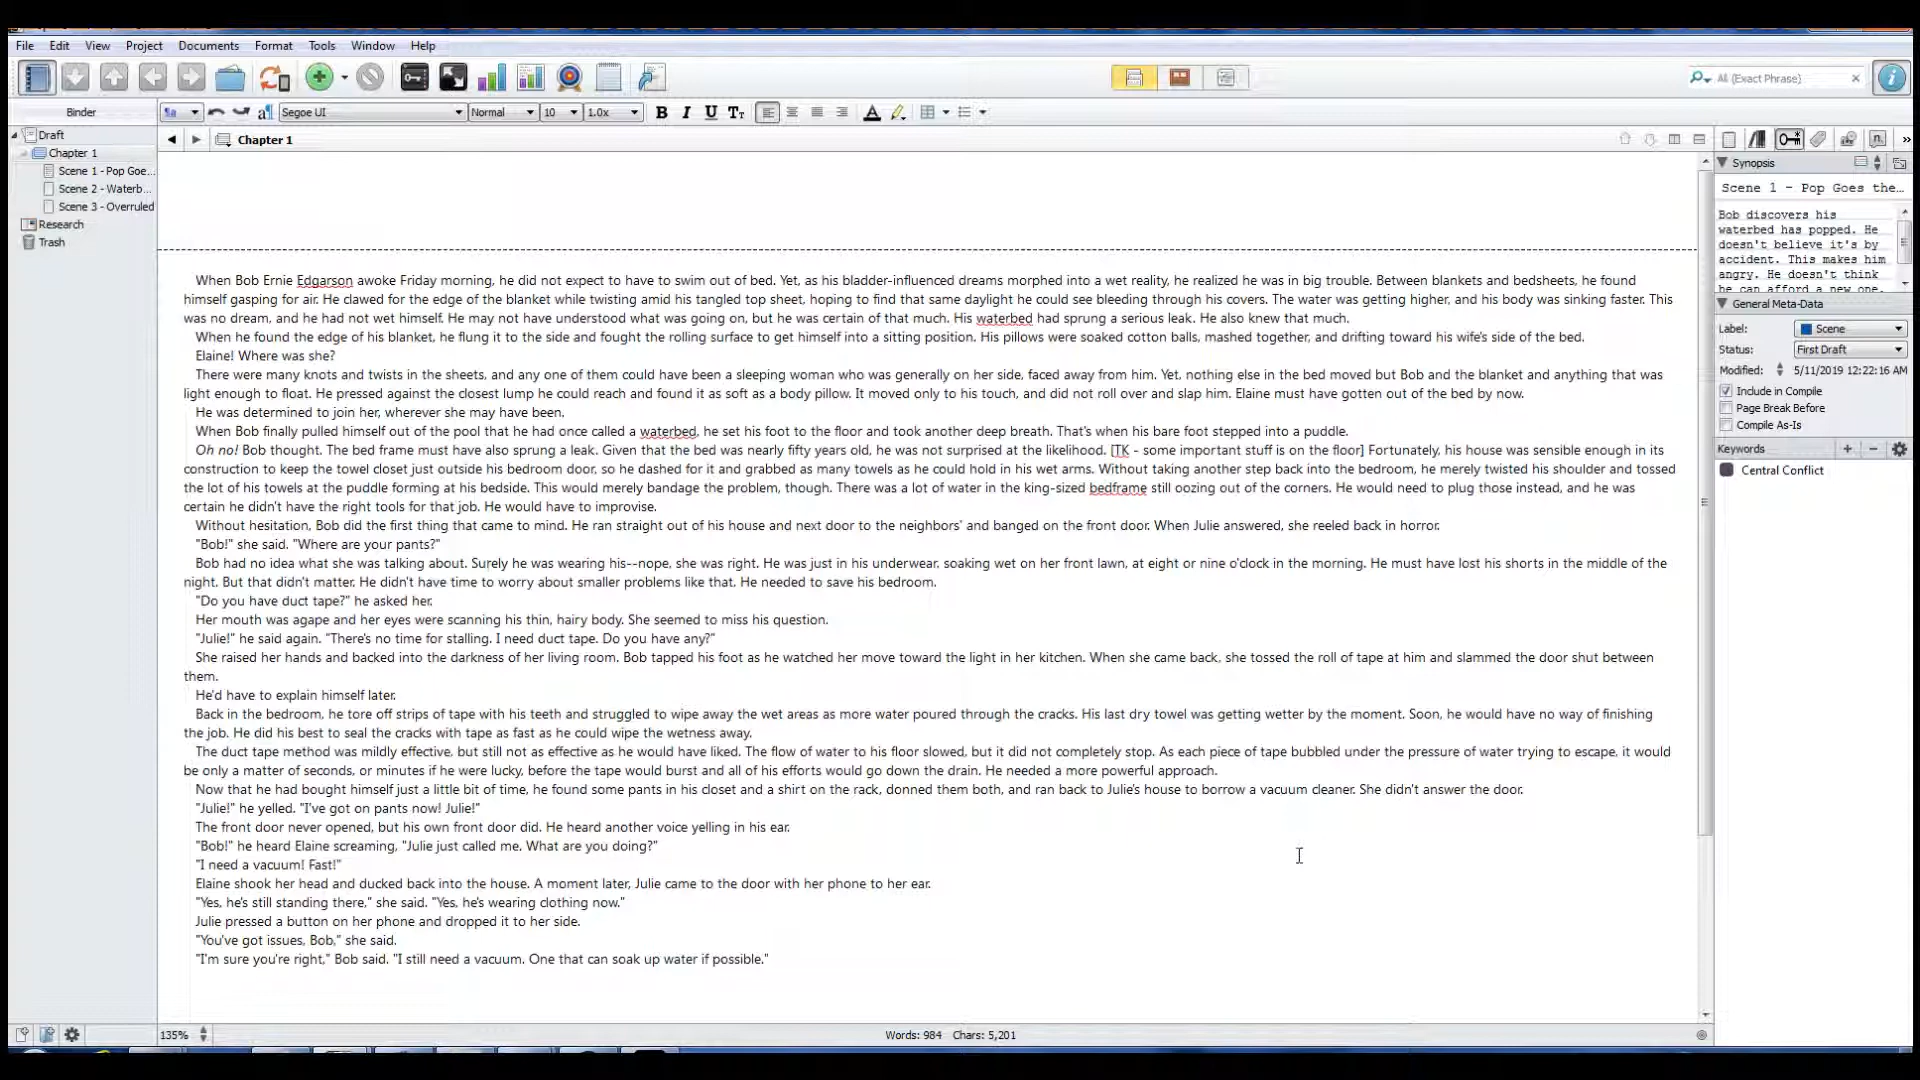 File Edit View Project Documents Format Tools Window Help
All (Exact Phrase)
Binder
Segoe UI Normal 10 1.0x B I U
Draft
Chapter 1
Scene 1 - Pop Goe...
Scene 2 - Waterb...
Scene 3 - Overruled
Research
Trash
Chapter 1
When Bob Ernie Edgarson awoke Friday morning, he did not expect to have to swim out of bed. Yet, as his bladder-influenced dreams morphed into a wet reality, he realized he was in big trouble. Between blankets and bedsheets, he found
himself gasping for air. He clawed for the edge of the blanket while twisting amid his tangled top sheet, hoping to find that same daylight he could see bleeding through his covers. The water was getting higher, and his body was sinking faster. This
was no dream, and he had not wet himself. He may not have understood what was going on, but he was certain of that much. His waterbed had sprung a serious leak. He also knew that much.
When he found the edge of his blanket, he flung it to the side and fought the rolling surface to get himself into a sitting position. His pillows were soaked cotton balls, mashed together, and drifting toward his wife's side of the bed.
Elaine! Where was she?
There were many knots and twists in the sheets, and any one of them could have been a sleeping woman who was generally on her side, faced away from him. Yet, nothing else in the bed moved but Bob and the blanket and anything that was
light enough to float. He pressed against the closest lump he could reach and found it as soft as a body pillow. It moved only to his touch, and did not roll over and slap him. Elaine must have gotten out of the bed by now.
He was determined to join her, wherever she may have been.
When Bob finally pulled himself out of the pool that he had once called a waterbed, he set his foot to the floor and took another deep breath. That's when his bare foot stepped into a puddle.
Oh no! Bob thought. The bed frame must have also sprung a leak. Given that the bed was nearly fifty years old, he was not surprised at the likelihood. [TK - some important stuff is on the floor] Fortunately, his house was sensible enough in its
construction to keep the towel closet just outside his bedroom door, so he dashed for it and grabbed as many towels as he could hold in his wet arms. Without taking another step back into the bedroom, he merely twisted his shoulder and tossed
the lot of his towels at the puddle forming at his bedside. This would merely bandage the problem, though. There was a lot of water in the king-sized bedframe still oozing out of the corners. He would need to plug those instead, and he was
certain he didn't have the right tools for that job. He would have to improvise.
Without hesitation, Bob did the first thing that came to mind. He ran straight out of his house and next door to the neighbors' and banged on the front door. When Julie answered, she reeled back in horror.
"Bob!" she said. "Where are your pants?"
Bob had no idea what she was talking about. Surely he was wearing his--nope, she was right. He was just in his underwear, soaking wet on her front lawn, at eight or nine o'clock in the morning. He must have lost his shorts in the middle of the
night. But that didn't matter. He didn't have time to worry about smaller problems like that. He needed to save his bedroom.
"Do you have duct tape?" he asked her.
Her mouth was agape and her eyes were scanning his thin, hairy body. She seemed to miss his question.
"Julie!" he said again. "There's no time for stalling. I need duct tape. Do you have any?"
She raised her hands and backed into the darkness of her living room. Bob tapped his foot as he watched her move toward the light in her kitchen. When she came back, she tossed the roll of tape at him and slammed the door shut between
them.
He'd have to explain himself later.
Back in the bedroom, he tore off strips of tape with his teeth and struggled to wipe away the wet areas as more water poured through the cracks. His last dry towel was getting wetter by the moment. Soon, he would have no way of finishing
the job. He did his best to seal the cracks with tape as fast as he could wipe the wetness away.
The duct tape method was mildly effective, but still not as effective as he would have liked. The flow of water to his floor slowed, but it did not completely stop. As each piece of tape bubbled under the pressure of water trying to escape, it would
be only a matter of seconds, or minutes if he were lucky, before the tape would burst and all of his efforts would go down the drain. He needed a more powerful approach.
Now that he had bought himself just a little bit of time, he found some pants in his closet and a shirt on the rack, donned them both, and ran back to Julie's house to borrow a vacuum cleaner. She didn't answer the door.
"Julie!" he yelled. "I've got on pants now! Julie!"
The front door never opened, but his own front door did. He heard another voice yelling in his ear.
"Bob!" he heard Elaine screaming, "Julie just called me. What are you doing?"
"I need a vacuum! Fast!"
Elaine shook her head and ducked back into the house. A moment later, Julie came to the door with her phone to her ear.
"Yes, he's still standing there," she said. "Yes, he's wearing clothing now."
Julie pressed a button on her phone and dropped it to her side.
"You've got issues, Bob," she said.
"I'm sure you're right," Bob said. "I still need a vacuum. One that can soak up water if possible."
135% Words: 984 Chars: 5,201
Synopsis
Scene 1 - Pop Goes the...
Bob discovers his
waterbed has popped. He
doesn't believe it's by
accident. This makes him
angry. He doesn't think
he can afford a new one.
General Meta-Data
Label: Scene
Status: First Draft
Modified: 5/11/2019 12:22:16 AM
Include in Compile
Page Break Before
Compile As-Is
Keywords
Central Conflict